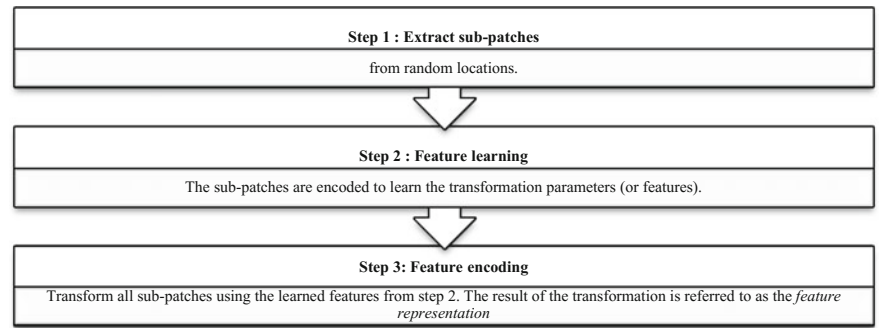 Step 1 : Extract sub-patches
from random locations.
Step 2 : Feature learning
The sub-patches are encoded to learn the transformation parameters (or features).
Step 3: Feature encoding
Transform all sub-patches using the learned features from step 2. The result of the transformation is referred to as the feature
representation